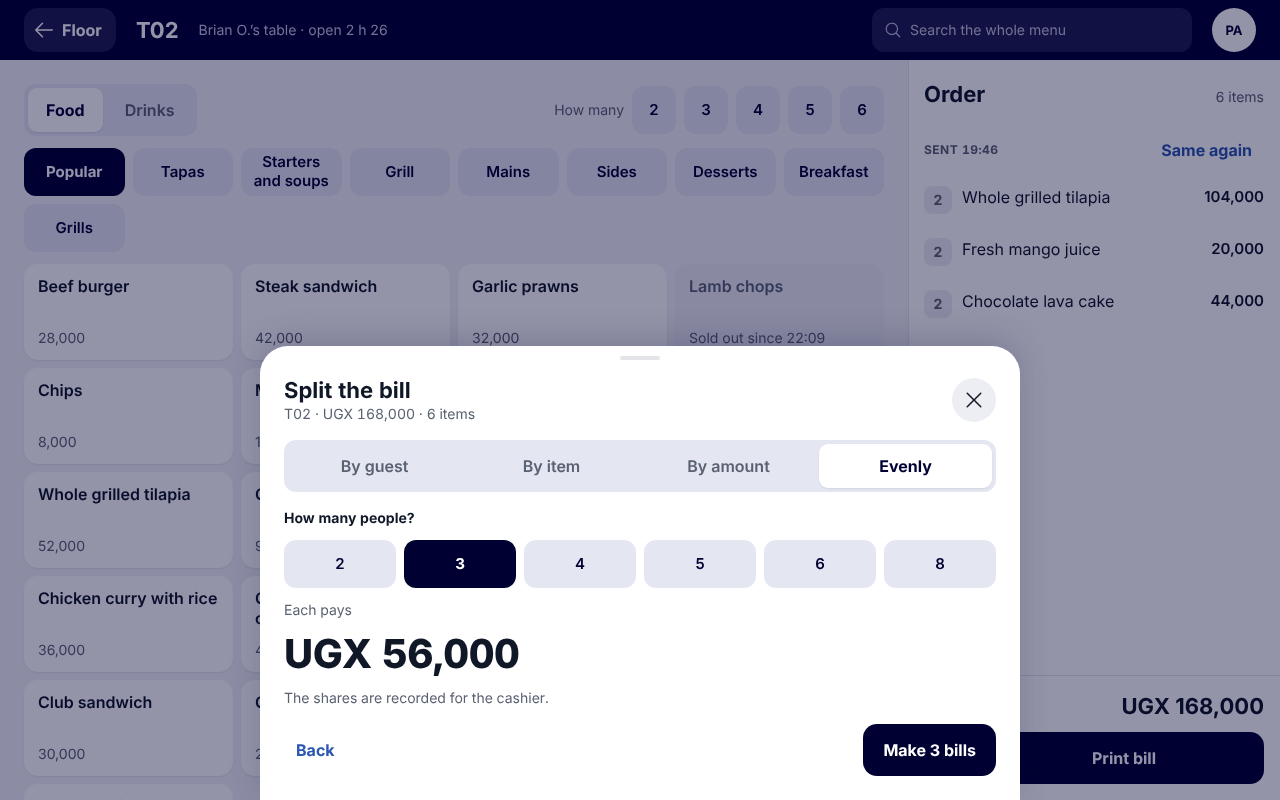 Floor
T02
Brian O.'s table · open 2 h 26
Search the whole menu
PA
Food
Drinks
How many
2
3
4
5
6
Popular
Tapas
Starters
and soups
Grill
Mains
Sides
Desserts
Breakfast
Grills
Beef burger
28,000
Steak sandwich
42,000
Garlic prawns
32,000
Lamb chops
Sold out since 22:09
Chips
8,000
Whole grilled tilapia
52,000
Chicken curry with rice
36,000
Club sandwich
30,000
Order
6 items
SENT 19:46
Same again
2
Whole grilled tilapia
104,000
2
Fresh mango juice
20,000
2
Chocolate lava cake
44,000
UGX 168,000
Print bill
Split the bill
T02 · UGX 168,000 · 6 items
By guest
By item
By amount
Evenly
How many people?
2
3
4
5
6
8
Each pays
UGX 56,000
The shares are recorded for the cashier.
Back
Make 3 bills